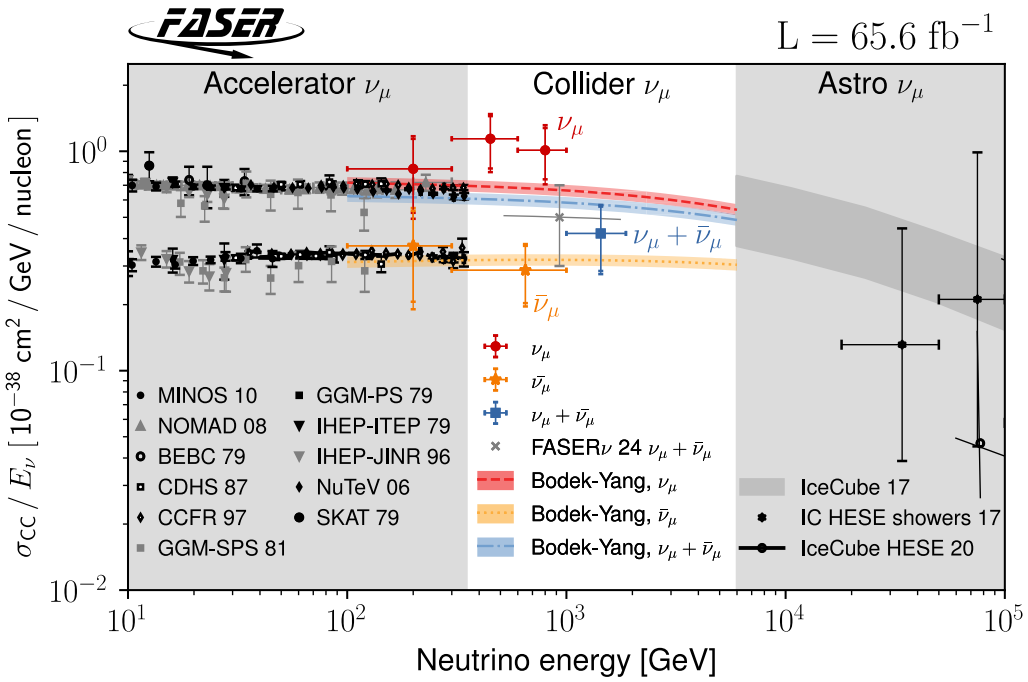 FASER
L = 65.6 fb⁻¹
Accelerator νμ
Collider νμ
Astro νμ
νμ
νμ + ν̄μ
ν̄μ
σCC / Eν [10⁻³⁸ cm² / GeV / nucleon]
10⁰
10⁻¹
10⁻²
MINOS 10
NOMAD 08
BEBC 79
CDHS 87
CCFR 97
GGM-SPS 81
GGM-PS 79
IHEP-ITEP 79
IHEP-JINR 96
NuTeV 06
SKAT 79
νμ
ν̄μ
νμ + ν̄μ
FASERν 24 νμ + ν̄μ
Bodek-Yang, νμ
Bodek-Yang, ν̄μ
Bodek-Yang, νμ + ν̄μ
IceCube 17
IC HESE showers 17
IceCube HESE 20
10¹
10²
10³
10⁴
10⁵
Neutrino energy [GeV]